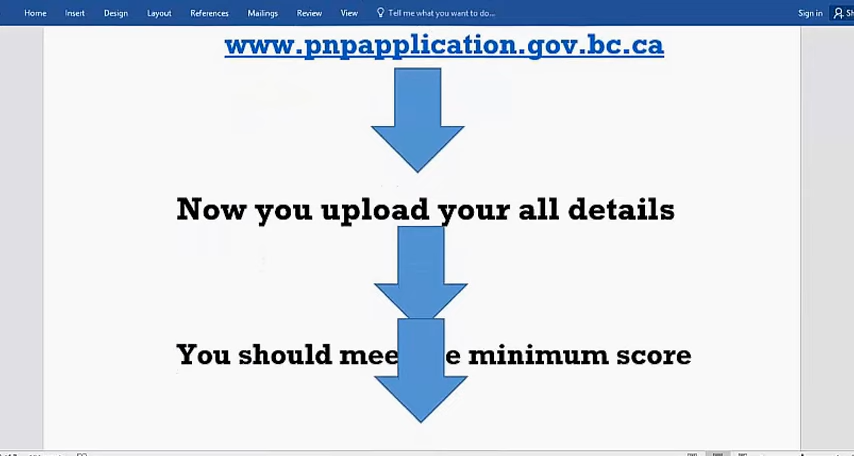 Home Insert Design Layout References Mailings Review View Tell me what you want to do... Sign in
www.pnpapplication.gov.bc.ca
Now you upload your all details
You should mee e minimum score